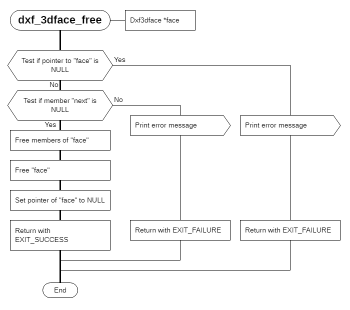 dxf_3dface_free
Dxf3dface *face
Test if pointer to "face" is
NULL
Yes
No
Test if member "next" is
NULL
No
Yes
Print error message
Print error message
Free members of "face"
Free "face"
Set pointer of "face" to NULL
Return with
EXIT_SUCCESS
Return with EXIT_FAILURE
Return with EXIT_FAILURE
End